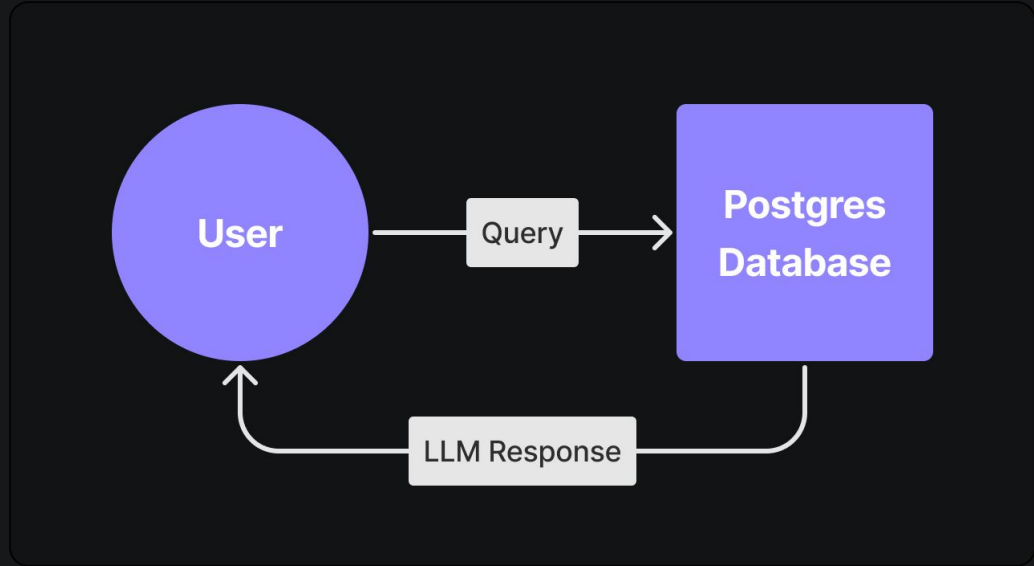 User
Query
Postgres
Database
LLM Response